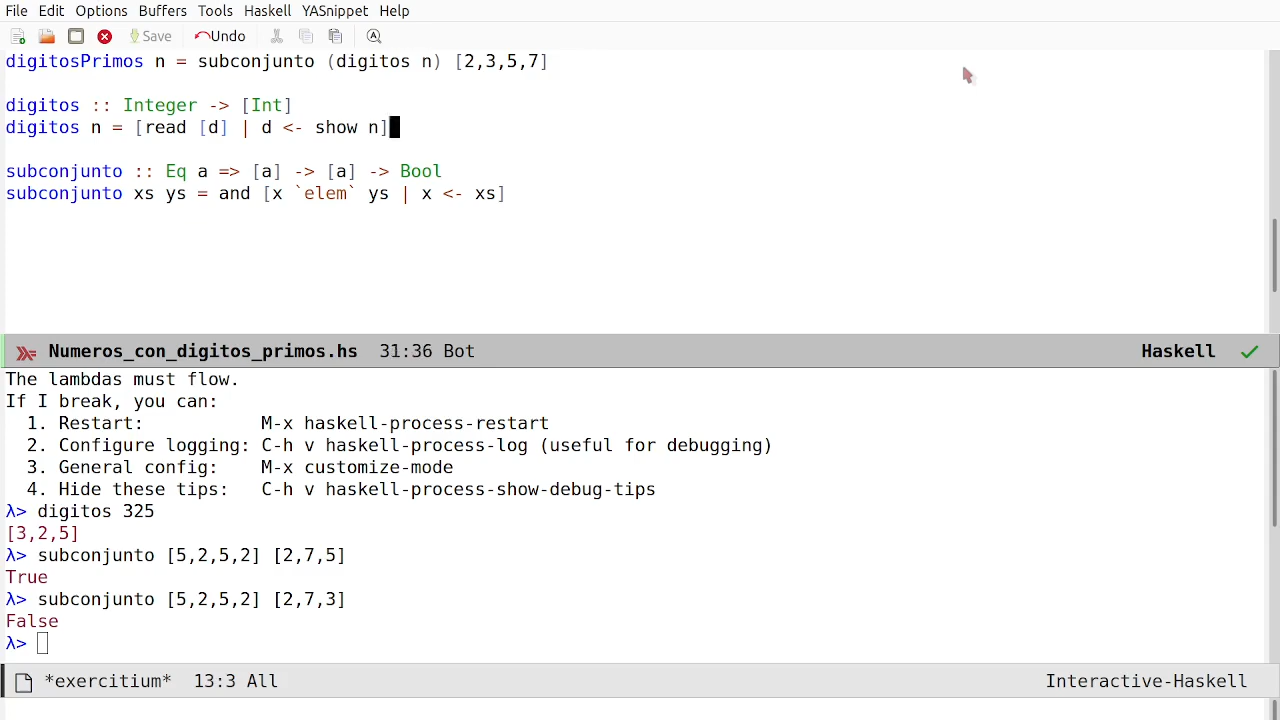 File Edit Options Buffers Tools Haskell YASnippet Help
Save Undo
digitosPrimos n = subconjunto (digitos n) [2,3,5,7]
digitos :: Integer -> [Int]
digitos n = [read [d] | d <- show n]
subconjunto :: Eq a => [a] -> [a] -> Bool
subconjunto xs ys = and [x `elem` ys | x <- xs]
Numeros_con_digitos_primos.hs 31:36 Bot Haskell ✓
The lambdas must flow.
If I break, you can:
1. Restart: M-x haskell-process-restart
2. Configure logging: C-h v haskell-process-log (useful for debugging)
3. General config: M-x customize-mode
4. Hide these tips: C-h v haskell-process-show-debug-tips
λ> digitos 325
[3,2,5]
λ> subconjunto [5,2,5,2] [2,7,5]
True
λ> subconjunto [5,2,5,2] [2,7,3]
False
λ>
*exercitium* 13:3 All Interactive-Haskell